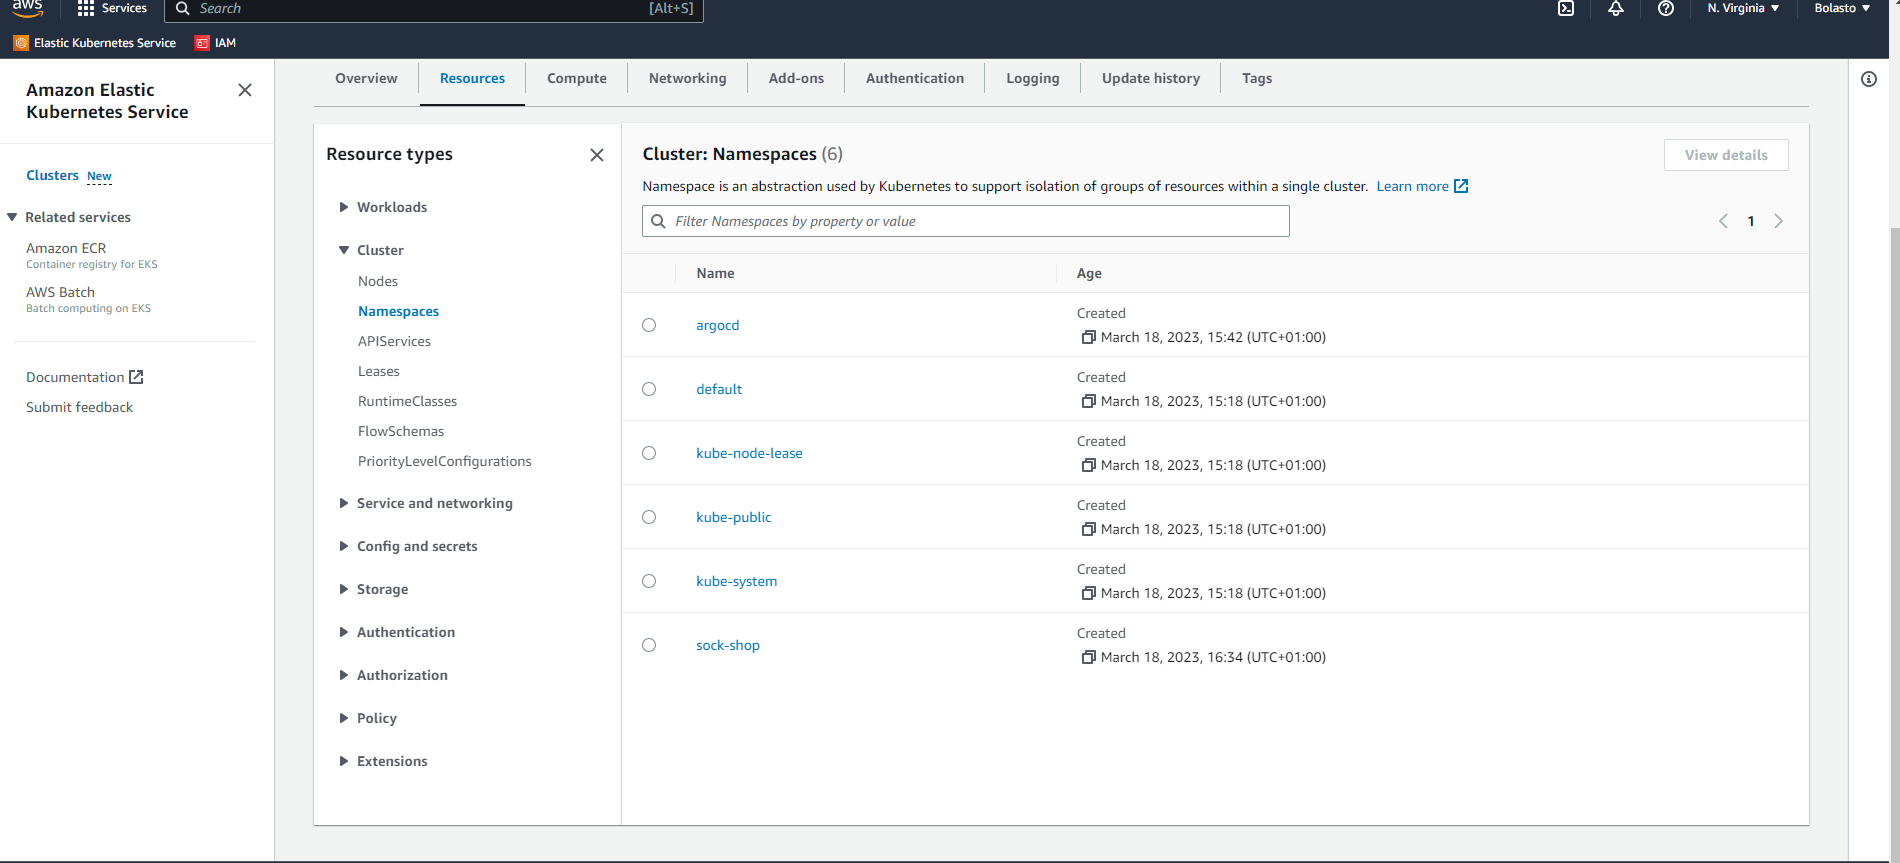 aws
Services
Search
[Alt+S]
N. Virginia
Bolasto
Elastic Kubernetes Service
IAM
Amazon Elastic
Kubernetes Service
Clusters New
Related services
Amazon ECR
Container registry for EKS
AWS Batch
Batch computing on EKS
Documentation
Submit feedback
Overview
Resources
Compute
Networking
Add-ons
Authentication
Logging
Update history
Tags
Resource types
Workloads
Cluster
Nodes
Namespaces
APIServices
Leases
RuntimeClasses
FlowSchemas
PriorityLevelConfigurations
Service and networking
Config and secrets
Storage
Authentication
Authorization
Policy
Extensions
Cluster: Namespaces (6)
View details
Namespace is an abstraction used by Kubernetes to support isolation of groups of resources within a single cluster. Learn more
Filter Namespaces by property or value
1
Name
Age
argocd
Created
March 18, 2023, 15:42 (UTC+01:00)
default
Created
March 18, 2023, 15:18 (UTC+01:00)
kube-node-lease
Created
March 18, 2023, 15:18 (UTC+01:00)
kube-public
Created
March 18, 2023, 15:18 (UTC+01:00)
kube-system
Created
March 18, 2023, 15:18 (UTC+01:00)
sock-shop
Created
March 18, 2023, 16:34 (UTC+01:00)